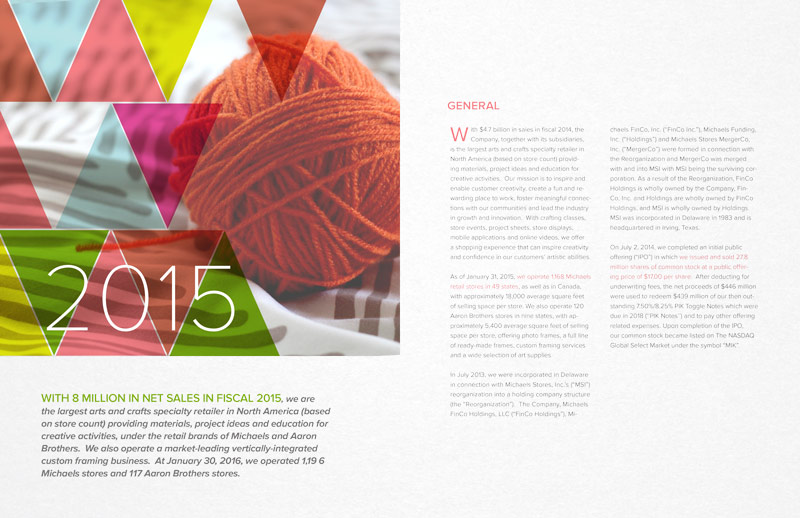 2015
WITH 8 MILLION IN NET SALES IN FISCAL 2015, we are
the largest arts and crafts specialty retailer in North America (based
on store count) providing materials, project ideas and education for
creative activities, under the retail brands of Michaels and Aaron
Brothers. We also operate a market-leading vertically-integrated
custom framing business. At January 30, 2016, we operated 1,19 6
Michaels stores and 117 Aaron Brothers stores.
GENERAL
With $4.7 billion in sales in fiscal 2014, the
Company, together with its subsidiaries,
is the largest arts and crafts specialty retailer in
North America (based on store count) provid-
ing materials, project ideas and education for
creative activities. Our mission is to inspire and
enable customer creativity, create a fun and re-
warding place to work, foster meaningful connec-
tions with our communities and lead the industry
in growth and innovation. With crafting classes,
store events, project sheets, store displays,
mobile applications and online videos, we offer
a shopping experience that can inspire creativity
and confidence in our customers' artistic abilities.
As of January 31, 2015, we operate 1,168 Michaels
retail stores in 49 states, as well as in Canada,
with approximately 18,000 average square feet
of selling space per store. We also operate 120
Aaron Brothers stores in nine states, with ap-
proximately 5,400 average square feet of selling
space per store, offering photo frames, a full line
of ready-made frames, custom framing services
and a wide selection of art supplies.
In July 2013, we were incorporated in Delaware
in connection with Michaels Stores, Inc.'s ("MSI")
reorganization into a holding company structure
(the "Reorganization"). The Company, Michaels
FinCo Holdings, LLC ("FinCo Holdings"), Mi-
chaels FinCo, Inc. ("FinCo Inc."), Michaels Funding,
Inc. ("Holdings") and Michaels Stores MergerCo,
Inc. ("MergerCo") were formed in connection with
the Reorganization and MergerCo was merged
with and into MSI with MSI being the surviving cor-
poration. As a result of the Reorganization, FinCo
Holdings is wholly owned by the Company, Fin-
Co, Inc. and Holdings are wholly owned by FinCo
Holdings, and MSI is wholly owned by Holdings.
MSI was incorporated in Delaware in 1983 and is
headquartered in Irving, Texas.
On July 2, 2014, we completed an initial public
offering ("IPO") in which we issued and sold 27.8
million shares of common stock at a public offer-
ing price of $17.00 per share. After deducting for
underwriting fees, the net proceeds of $446 million
were used to redeem $439 million of our then out-
standing 7.50%/8.25% PIK Toggle Notes which were
due in 2018 ("PIK Notes") and to pay other offering
related expenses. Upon completion of the IPO,
our common stock became listed on The NASDAQ
Global Select Market under the symbol "MIK".